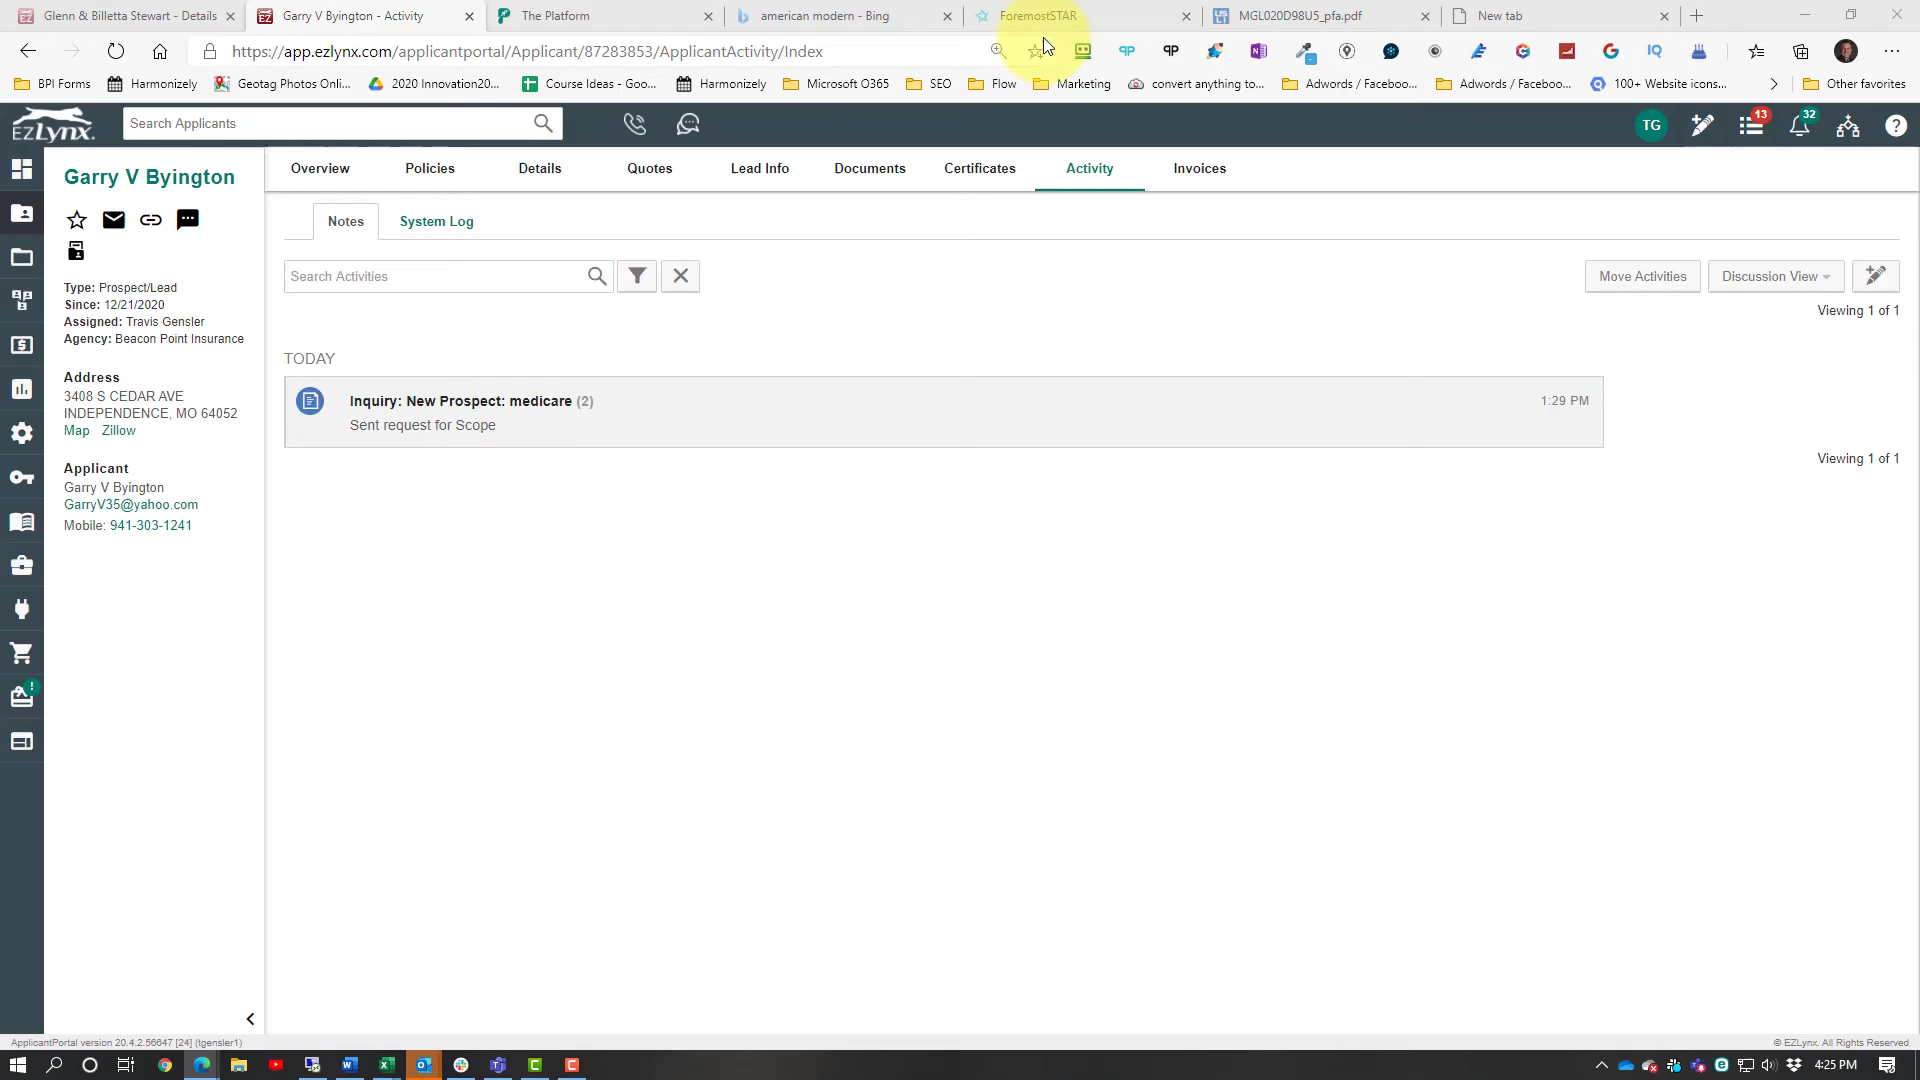 Glenn & Billetta Stewart - Details
Garry V Byington - Activity
The Platform
american modern - Bing
ForemostSTAR
MGL020D98U5_pfa.pdf
New tab
https://app.ezlynx.com/applicantportal/Applicant/87283853/ApplicantActivity/Index
BPI Forms
Harmonizely
Geotag Photos Onli...
2020 Innovation20...
Course Ideas - Goo...
Harmonizely
Microsoft O365
SEO
Flow
Marketing
convert anything to...
Adwords / Faceboo...
Adwords / Faceboo...
100+ Website icons...
Other favorites
EZLynx
Search Applicants
TG
13
32
Garry V Byington
Overview
Policies
Details
Quotes
Lead Info
Documents
Certificates
Activity
Invoices
Notes
System Log
Search Activities
Move Activities
Discussion View
Viewing 1 of 1
Type: Prospect/Lead
Since: 12/21/2020
Assigned: Travis Gensler
Agency: Beacon Point Insurance
Address
3408 S CEDAR AVE
INDEPENDENCE, MO 64052
Map Zillow
Applicant
Garry V Byington
GarryV35@yahoo.com
Mobile: 941-303-1241
TODAY
Inquiry: New Prospect: medicare (2)
1:29 PM
Sent request for Scope
Viewing 1 of 1
ApplicantPortal version 20.4.2.56647 [24] (tgensler1)
© EZLynx. All Rights Reserved
4:25 PM